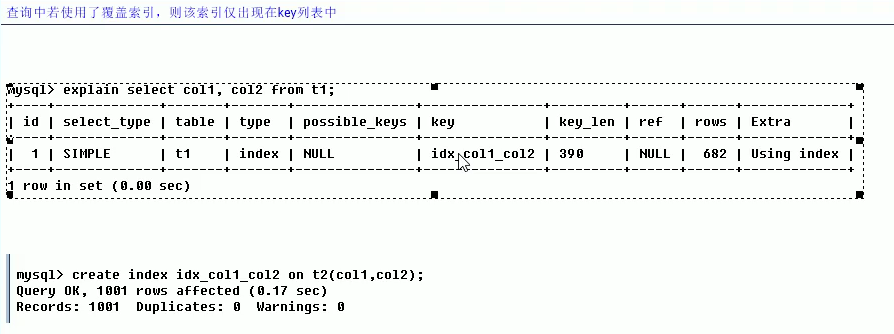 查询中若使用了覆盖索引，则该索引仅出现在key列表中
mysql> explain select col1, col2 from t1;
+----+-------------+-------+-------+---------------+---------------+---------+------+------+-------------+
| id | select_type | table | type | possible_keys | key | key_len | ref | rows | Extra |
+----+-------------+-------+-------+---------------+---------------+---------+------+------+-------------+
| 1 | SIMPLE | t1 | index | NULL | idx_col1_col2 | 390 | NULL | 682 | Using index |
+----+-------------+-------+-------+---------------+---------------+---------+------+------+-------------+
1 row in set (0.00 sec)
mysql> create index idx_col1_col2 on t2(col1,col2);
Query OK, 1001 rows affected (0.17 sec)
Records: 1001 Duplicates: 0 Warnings: 0